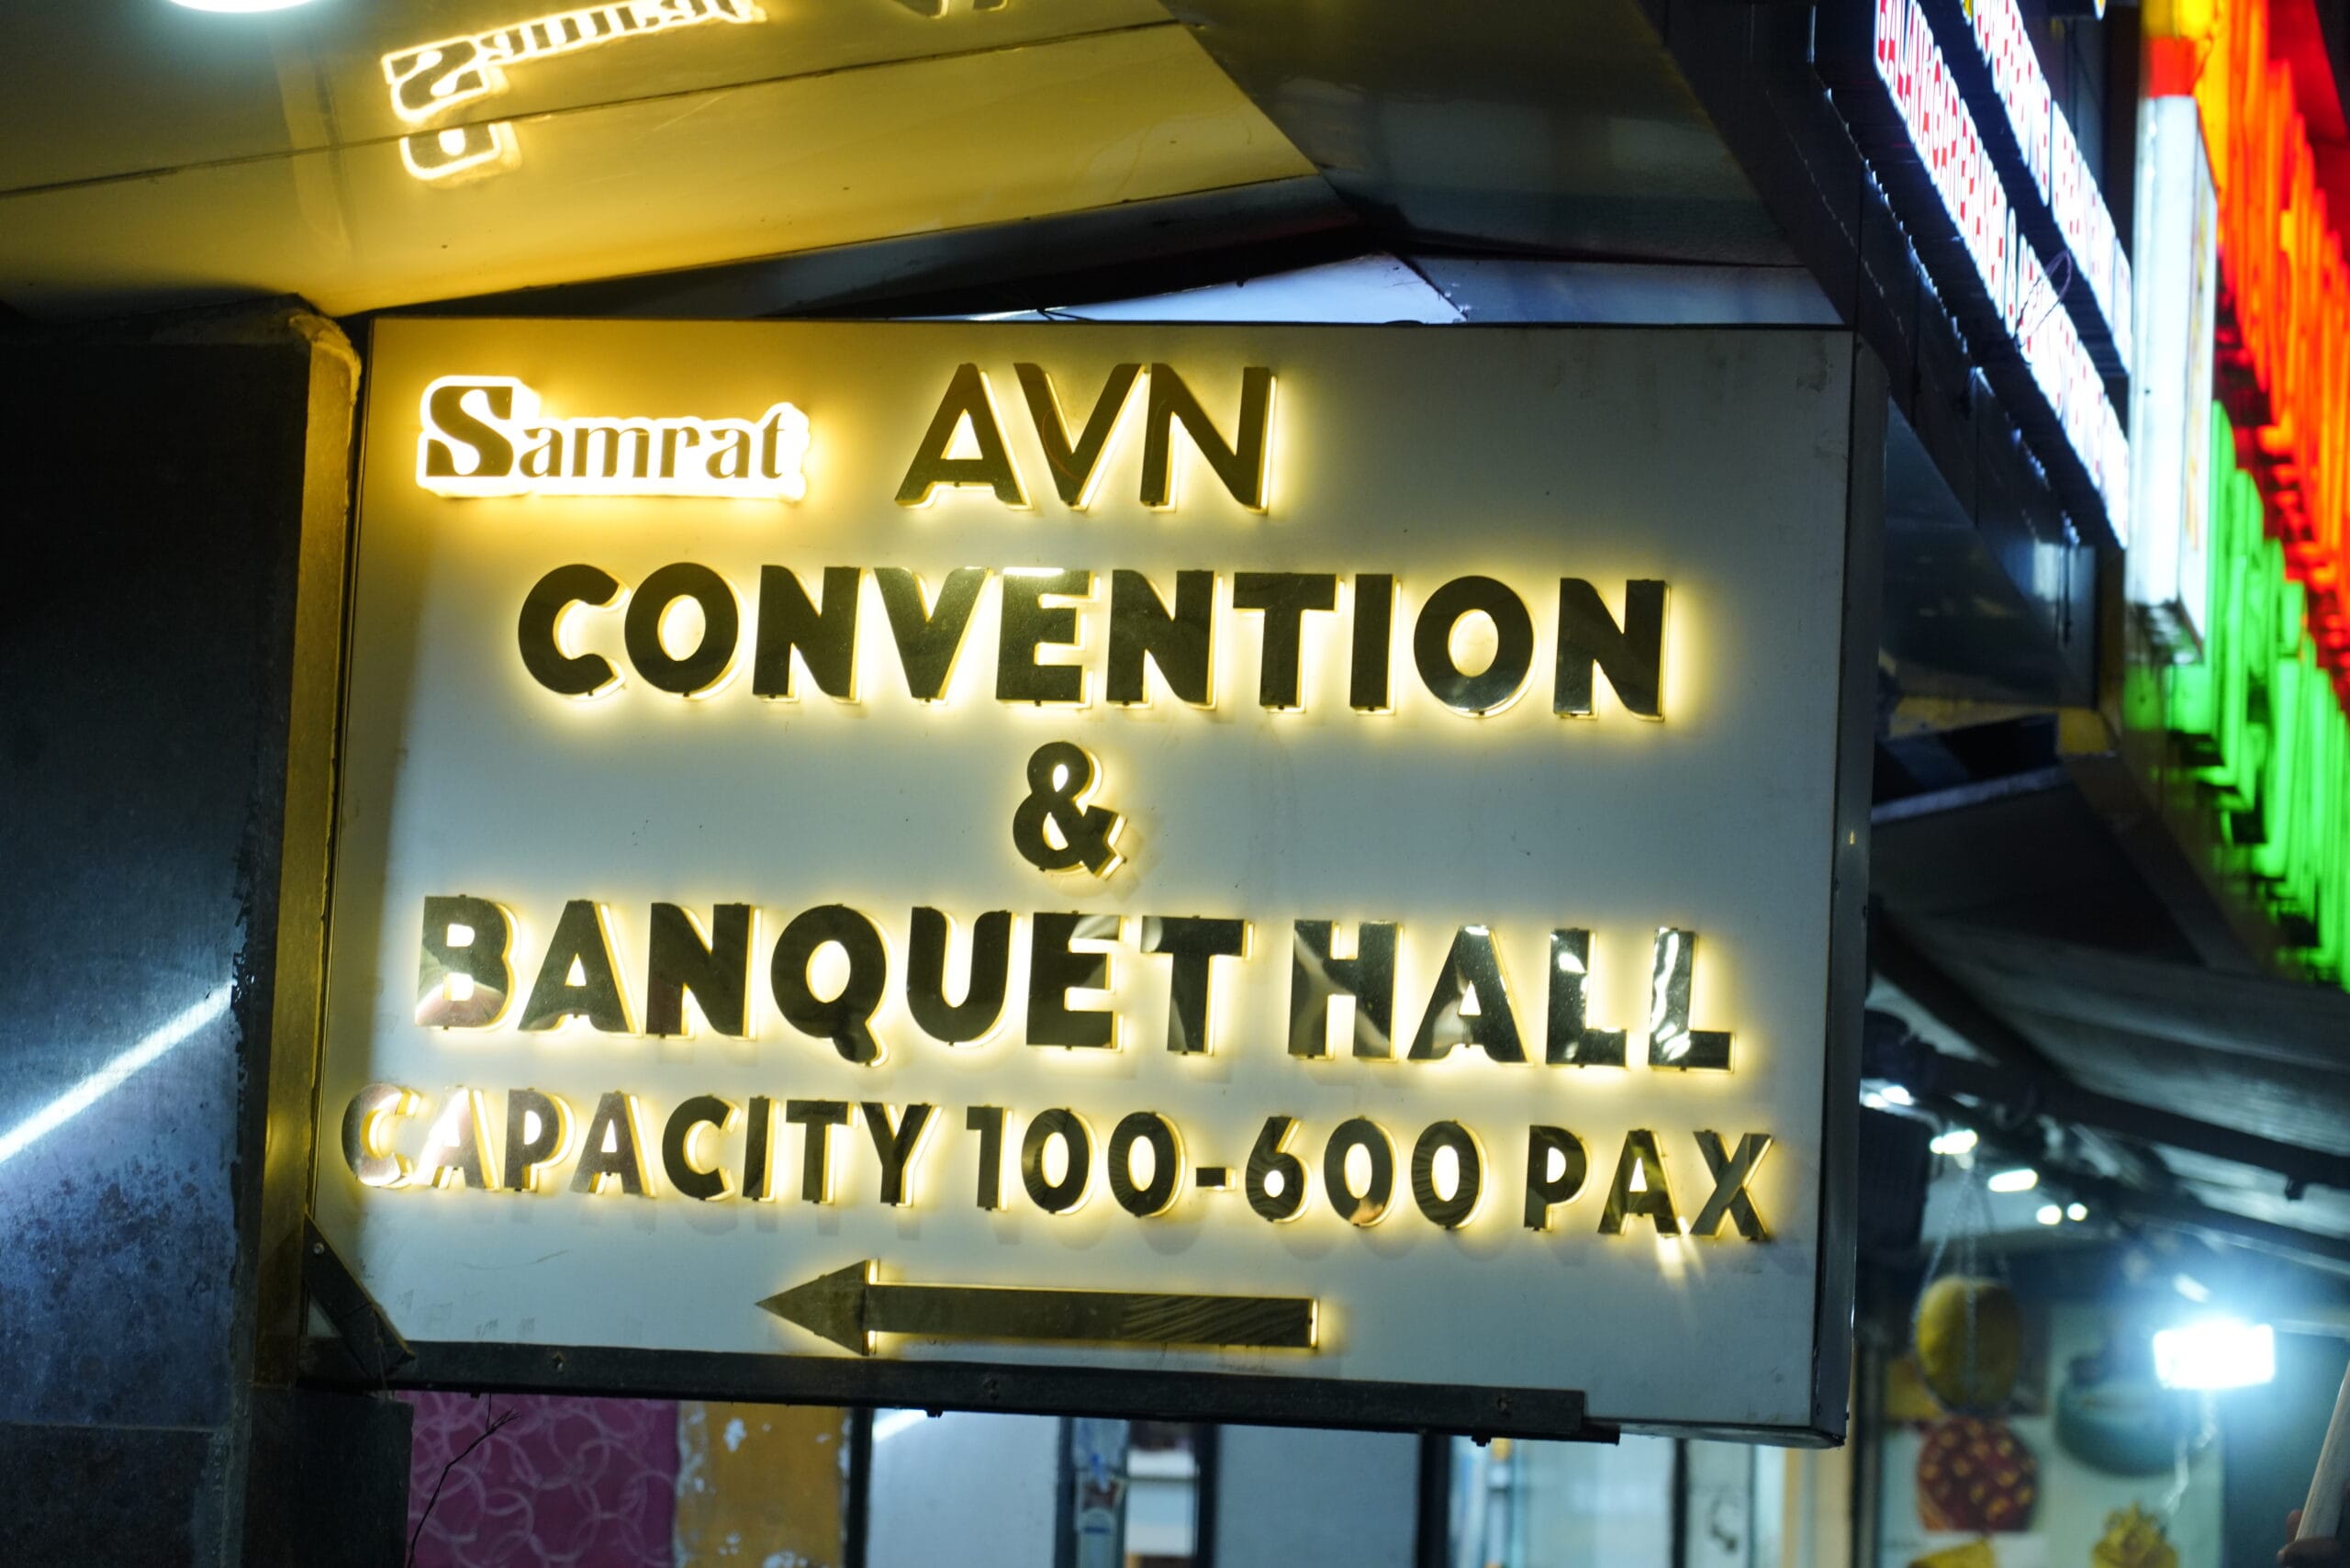 Samrat AVN
CONVENTION
&
BANQUET HALL
CAPACITY 100-600 PAX